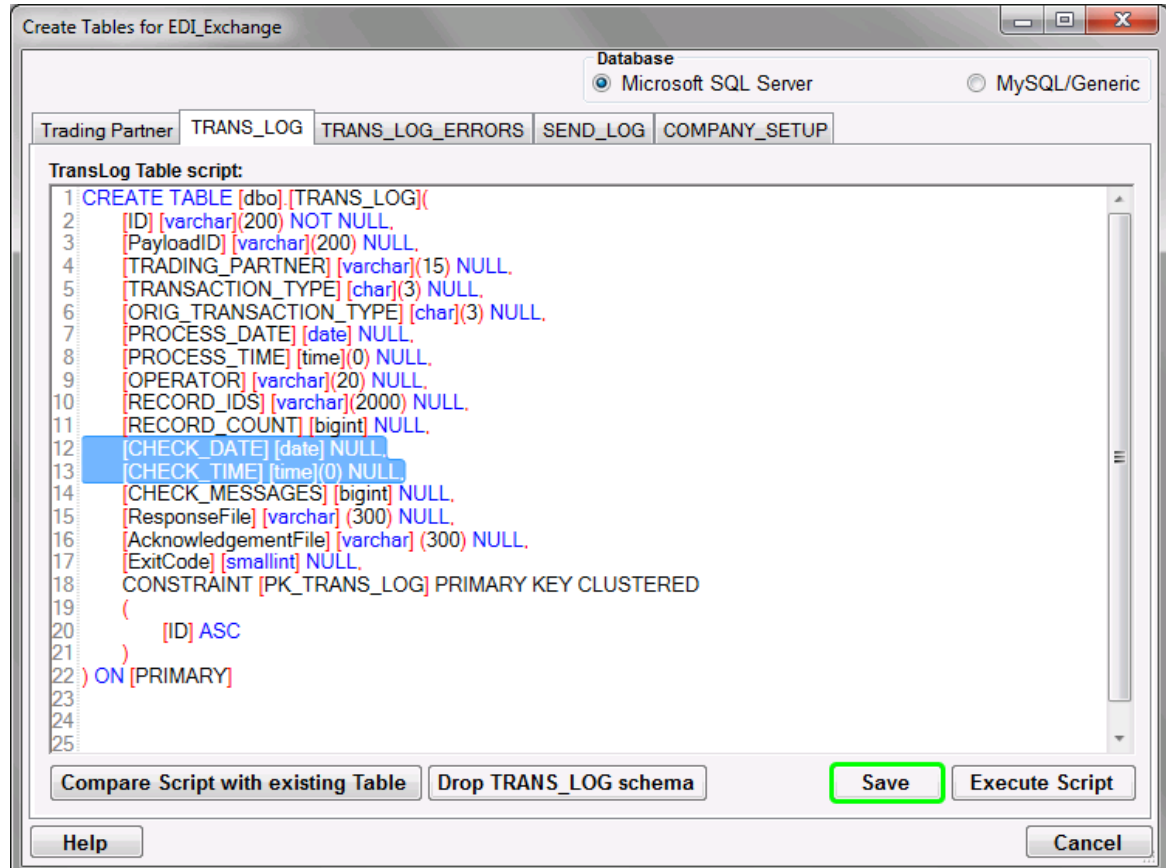 Create Tables for EDI_Exchange
Database
Microsoft SQL Server
MySQL/Generic
Trading Partner
TRANS_LOG
TRANS_LOG_ERRORS
SEND_LOG
COMPANY_SETUP
TransLog Table script:
1 CREATE TABLE [dbo].[TRANS_LOG](
2 [ID] [varchar](200) NOT NULL,
3 [PayloadID] [varchar](200) NULL,
4 [TRADING_PARTNER] [varchar](15) NULL,
5 [TRANSACTION_TYPE] [char](3) NULL,
6 [ORIG_TRANSACTION_TYPE] [char](3) NULL,
7 [PROCESS_DATE] [date] NULL,
8 [PROCESS_TIME] [time](0) NULL,
9 [OPERATOR] [varchar](20) NULL,
10 [RECORD_IDS] [varchar](2000) NULL,
11 [RECORD_COUNT] [bigint] NULL,
12 [CHECK_DATE] [date] NULL,
13 [CHECK_TIME] [time](0) NULL,
14 [CHECK_MESSAGES] [bigint] NULL,
15 [ResponseFile] [varchar] (300) NULL,
16 [AcknowledgementFile] [varchar] (300) NULL,
17 [ExitCode] [smallint] NULL,
18 CONSTRAINT [PK_TRANS_LOG] PRIMARY KEY CLUSTERED
19 (
20 [ID] ASC
21 )
22 ) ON [PRIMARY]
23
24
25
Compare Script with existing Table
Drop TRANS_LOG schema
Save
Execute Script
Help
Cancel